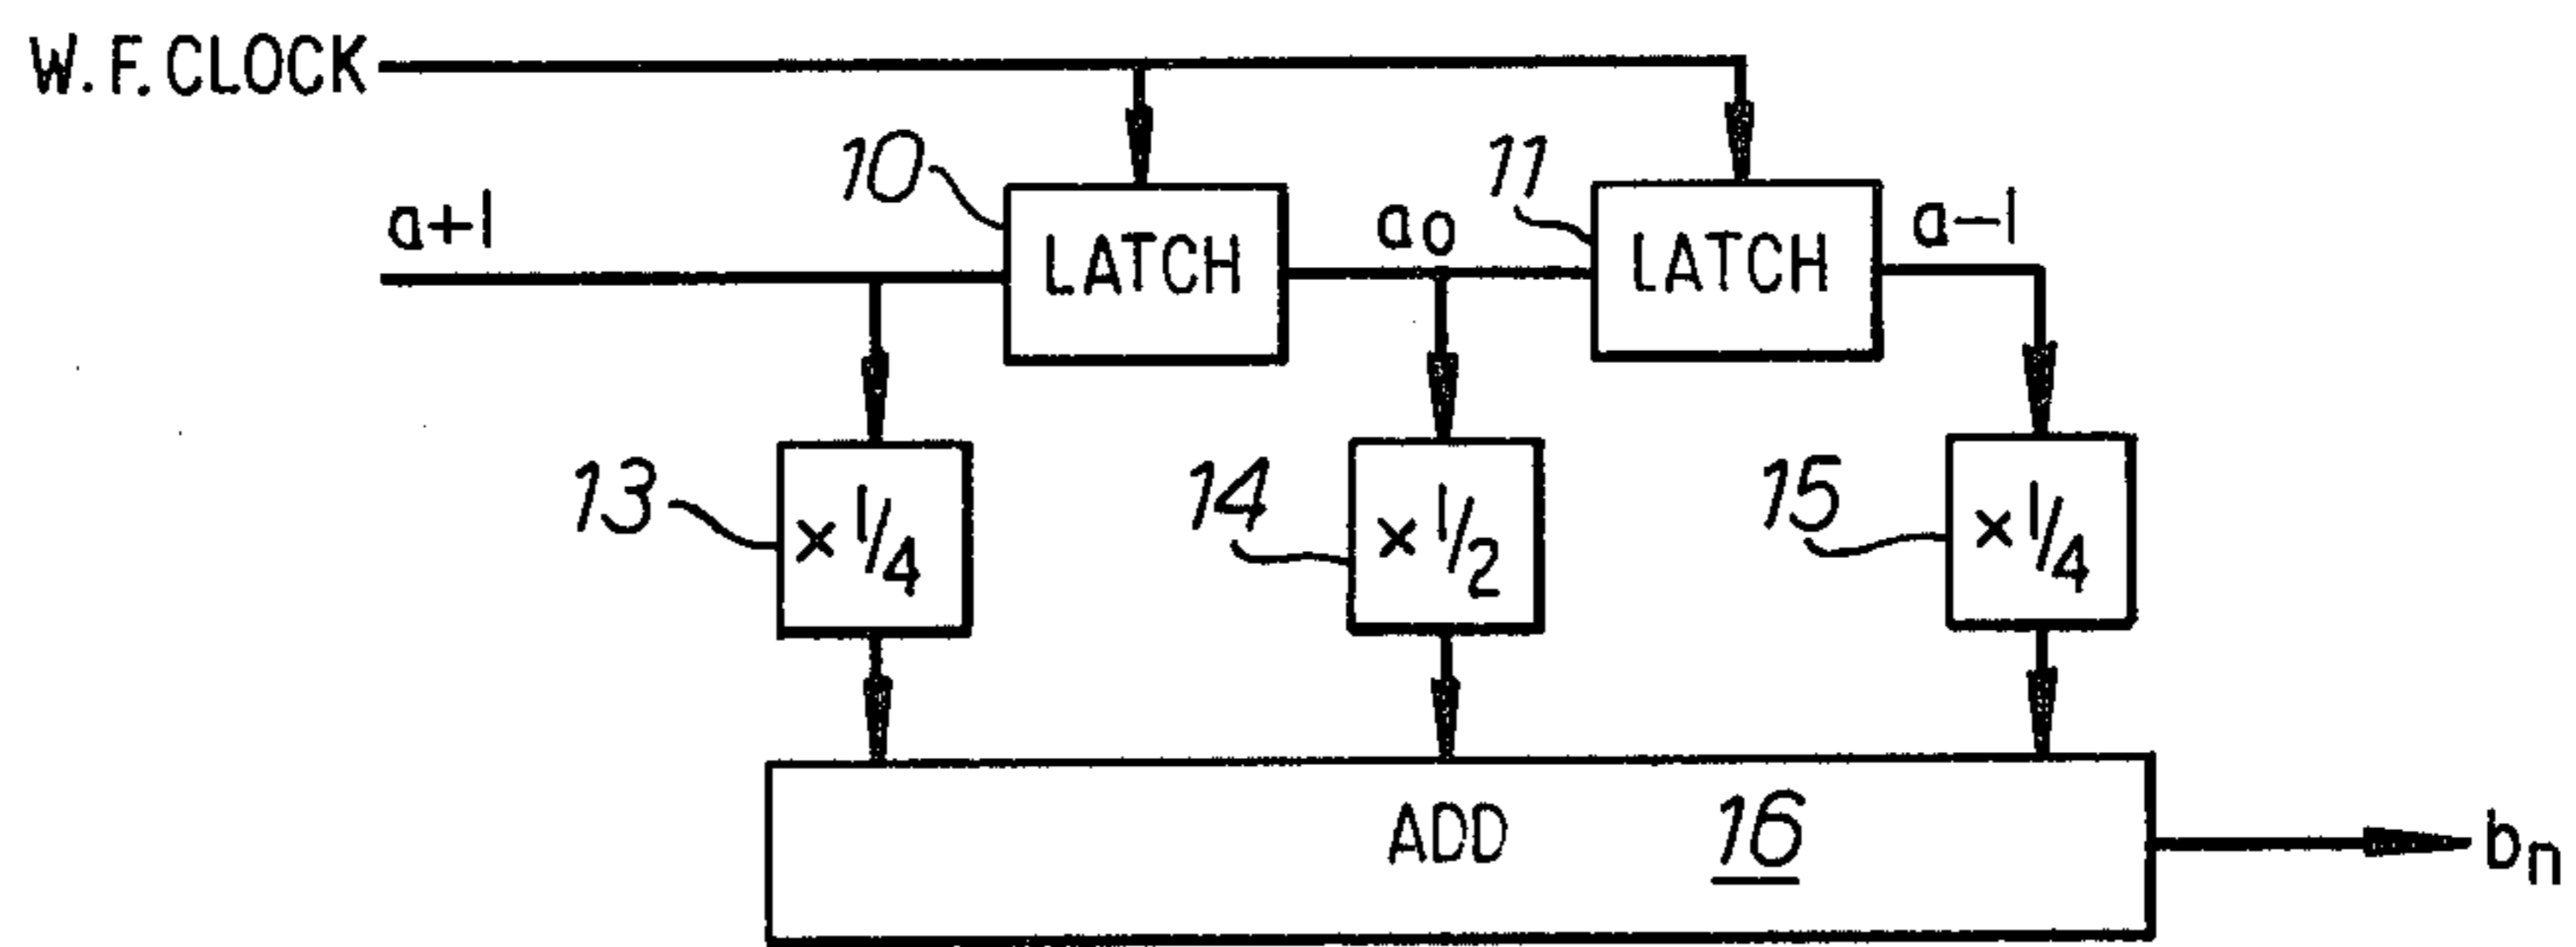 W.F.CLOCK
10
11
a+1
LATCH
a0
LATCH
a-1
13
× 1/4
14
× 1/2
15
× 1/4
ADD 16
bn